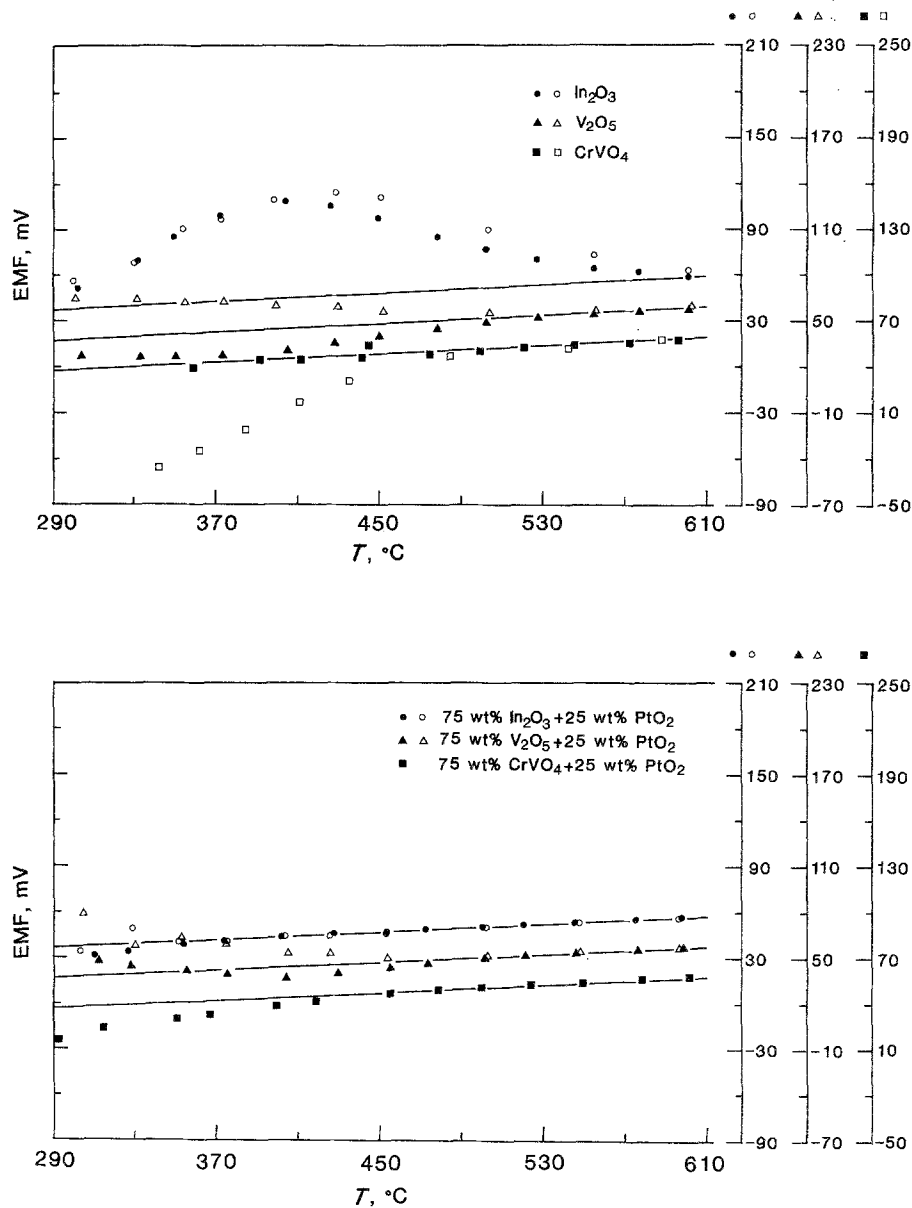 210 230 250
● ○ In₂O₃
▲ △ V₂O₅
■ □ CrVO₄
150 170 190
90 110 130
EMF, mV
30 50 70
-30 -10 10
-90 -70 -50
290 370 450 530 610
T, °C
210 230 250
● ○ 75 wt% In₂O₃+25 wt% PtO₂
▲ △ 75 wt% V₂O₅+25 wt% PtO₂
■ 75 wt% CrVO₄+25 wt% PtO₂
150 170 190
90 110 130
EMF, mV
30 50 70
-30 -10 10
-90 -70 -50
290 370 450 530 610
T, °C